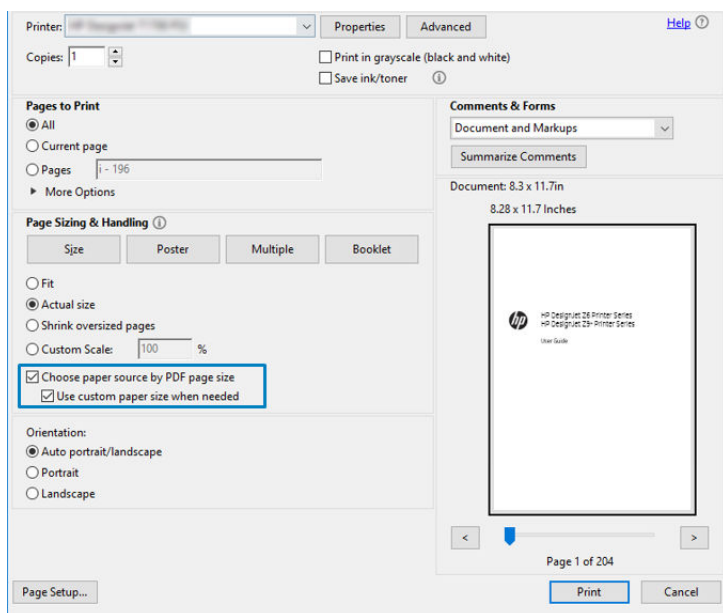 Printer:
Properties
Advanced
Help
Copies: 1
Print in grayscale (black and white)
Save ink/toner
Pages to Print
All
Current page
Pages i - 196
More Options
Comments & Forms
Document and Markups
Summarize Comments
Page Sizing & Handling
Size Poster Multiple Booklet
Fit
Actual size
Shrink oversized pages
Custom Scale: 100 %
Choose paper source by PDF page size
Use custom paper size when needed
Orientation:
Auto portrait/landscape
Portrait
Landscape
Document: 8.3 x 11.7in
8.28 x 11.7 Inches
hp
HP DesignJet Z6 Printer Series
HP DesignJet Z9+ Printer Series
User Guide
< >
Page 1 of 204
Page Setup...
Print
Cancel